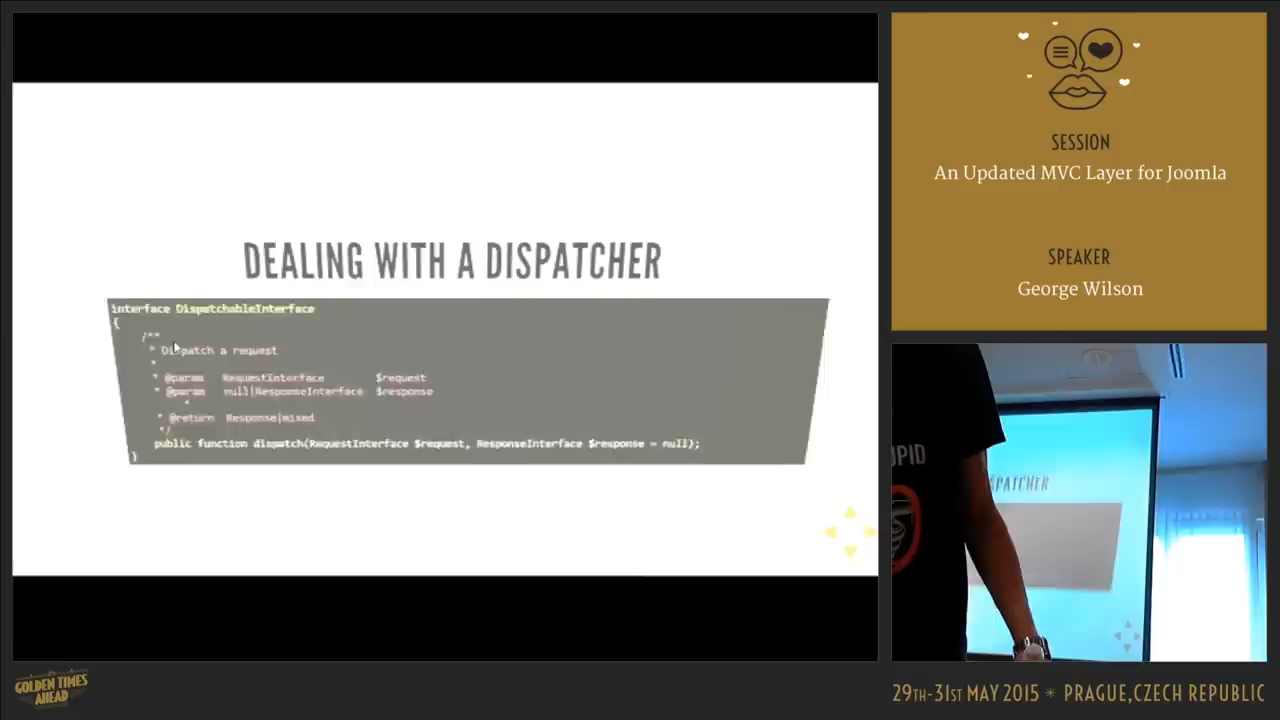 DEALING WITH A DISPATCHER
interface DispatchableInterface
{
/**
* Dispatch a request
*
* @param RequestInterface $request
* @param null|ResponseInterface $response
*
* @return Response|mixed
*/
public function dispatch(RequestInterface $request, ResponseInterface $response = null);
}
SESSION
An Updated MVC Layer for Joomla
SPEAKER
George Wilson
UPID
SPATCHER
GOLDEN TIMES
AHEAD
29TH-31ST MAY 2015 * PRAGUE,CZECH REPUBLIC